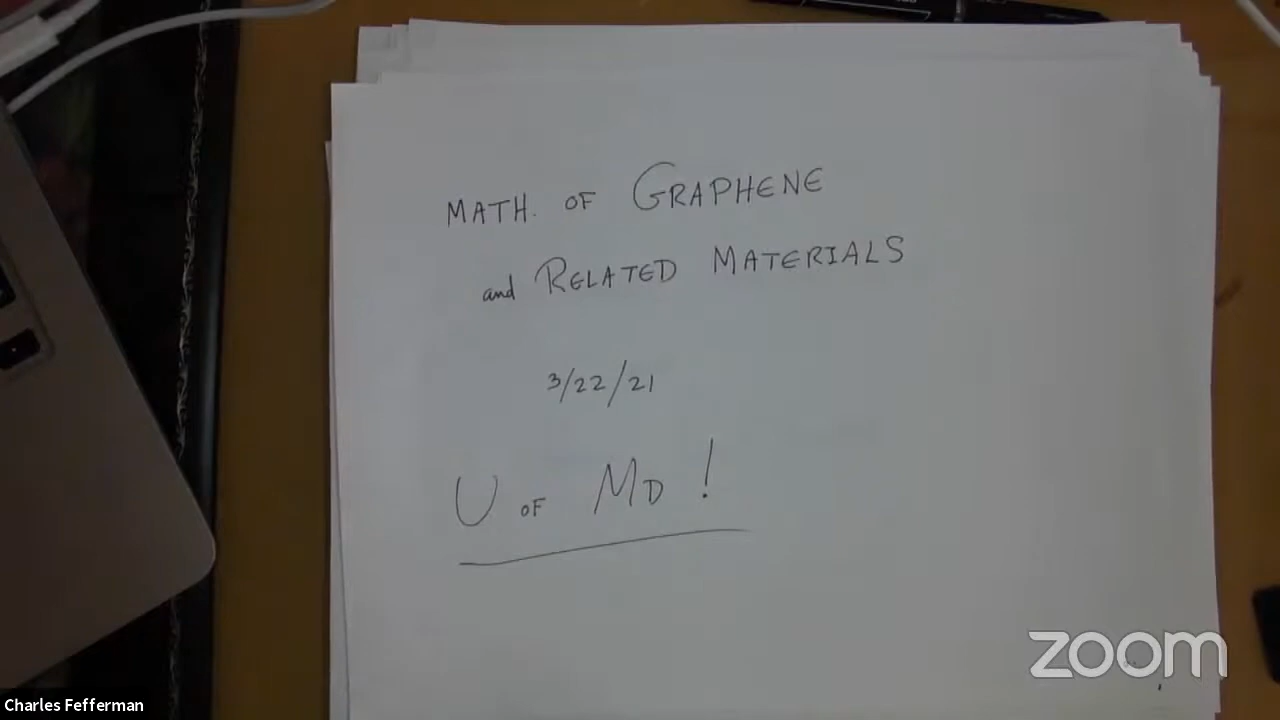 MATH. OF GRAPHENE
and RELATED MATERIALS
3/22/21
U OF MD!
zoom
Charles Fefferman